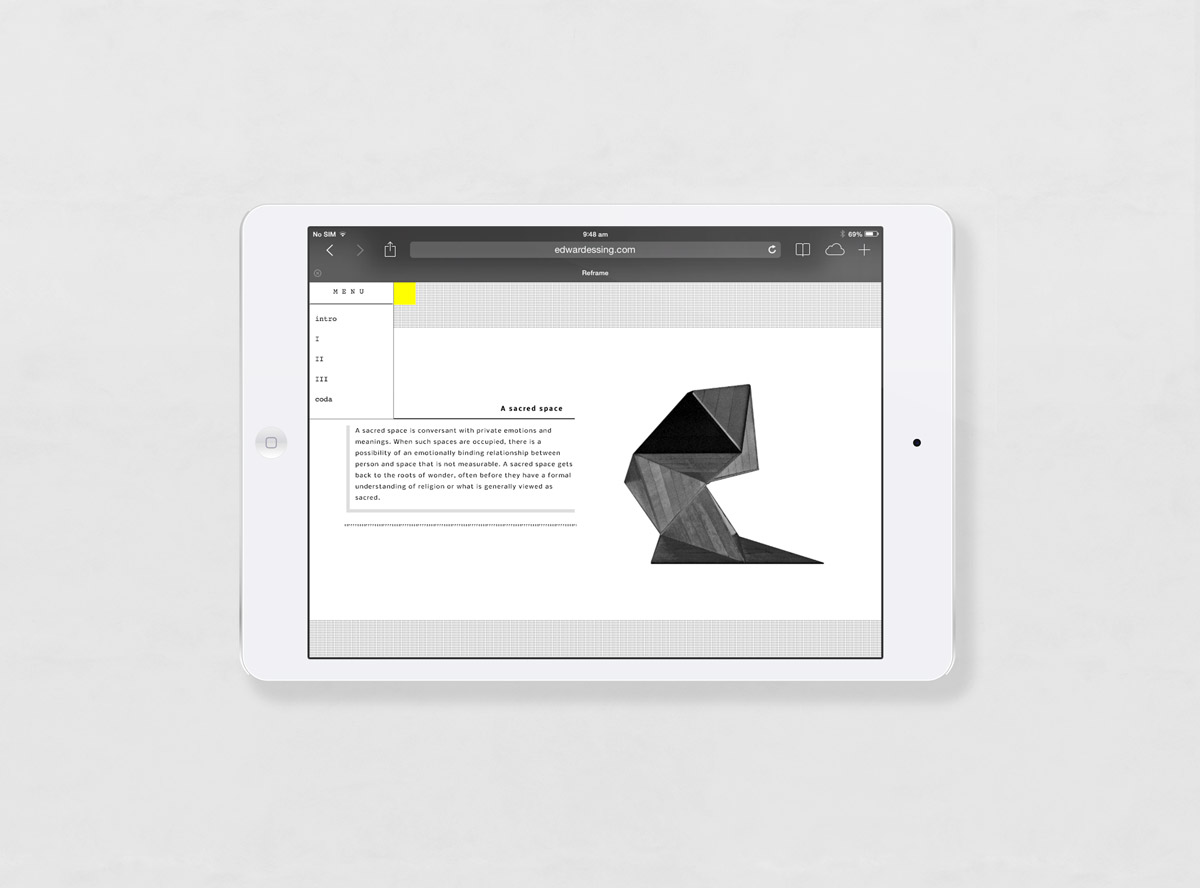 No SIM 9:48 am 69%
edwardessing.com
Reframe
MENU
intro
I
II
III
coda
A sacred space
A sacred space is conversant with private emotions and
meanings. When such spaces are occupied, there is a
possibility of an emotionally binding relationship between
person and space that is not measurable. A sacred space gets
back to the roots of wonder, often before they have a formal
understanding of religion or what is generally viewed as
sacred.